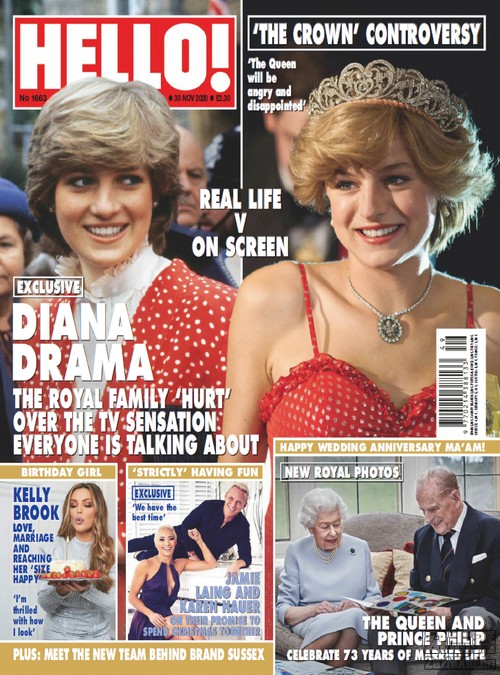 HELLO!
No 1663
30 NOV 2020 • £2.30
'THE CROWN' CONTROVERSY
'The Queen
will be
angry and
disappointed'
REAL LIFE
V
ON SCREEN
EXCLUSIVE
DIANA
DRAMA
THE ROYAL FAMILY 'HURT'
OVER THE TV SENSATION
EVERYONE IS TALKING ABOUT
49
HAPPY WEDDING ANNIVERSARY MA'AM!
BIRTHDAY GIRL
KELLY
BROOK
LOVE,
MARRIAGE
AND
REACHING
HER 'SIZE
HAPPY'
'I'm
thrilled
with how
I look'
'STRICTLY' HAVING FUN
EXCLUSIVE
'We have the
best time'
JAMIE
LAING AND
KAREN HAUER
ON THEIR PROMISE TO
SPEND CHRISTMAS TOGETHER
NEW ROYAL PHOTOS
THE QUEEN AND
PRINCE PHILIP
CELEBRATE 73 YEARS OF MARRIED LIFE
PLUS: MEET THE NEW TEAM BEHIND BRAND SUSSEX